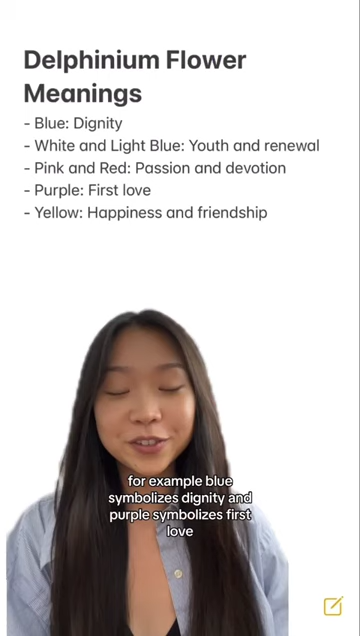 Delphinium Flower
Meanings
- Blue: Dignity
- White and Light Blue: Youth and renewal
- Pink and Red: Passion and devotion
- Purple: First love
- Yellow: Happiness and friendship
for example blue
symbolizes dignity and
purple symbolizes first
love